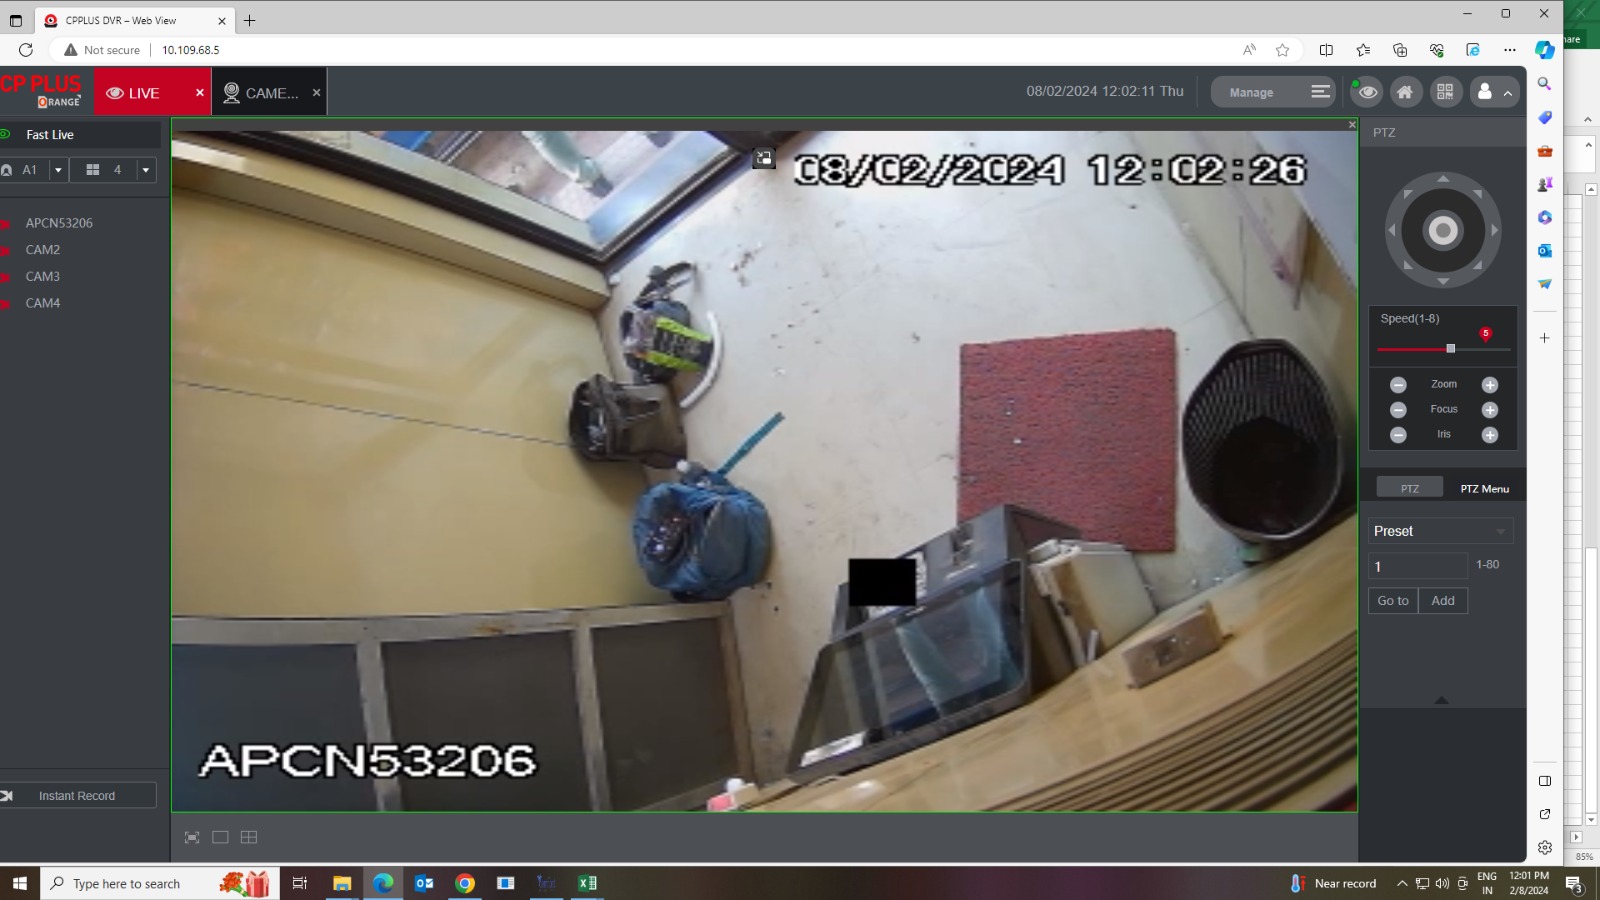 CPPLUS DVR – Web View
Not secure
10.109.68.5
hare
CP PLUS
ORANGE
LIVE
CAME...
08/02/2024 12:02:11 Thu
Manage
Fast Live
A1
4
APCN53206
CAM2
CAM3
CAM4
Instant Record
08/02/2024 12:02:26
APCN53206
PTZ
Speed(1-8)
5
Zoom
Focus
Iris
PTZ
PTZ Menu
Preset
1
1-80
Go to
Add
85%
Type here to search
Near record
ENG
IN
12:01 PM
2/8/2024
3